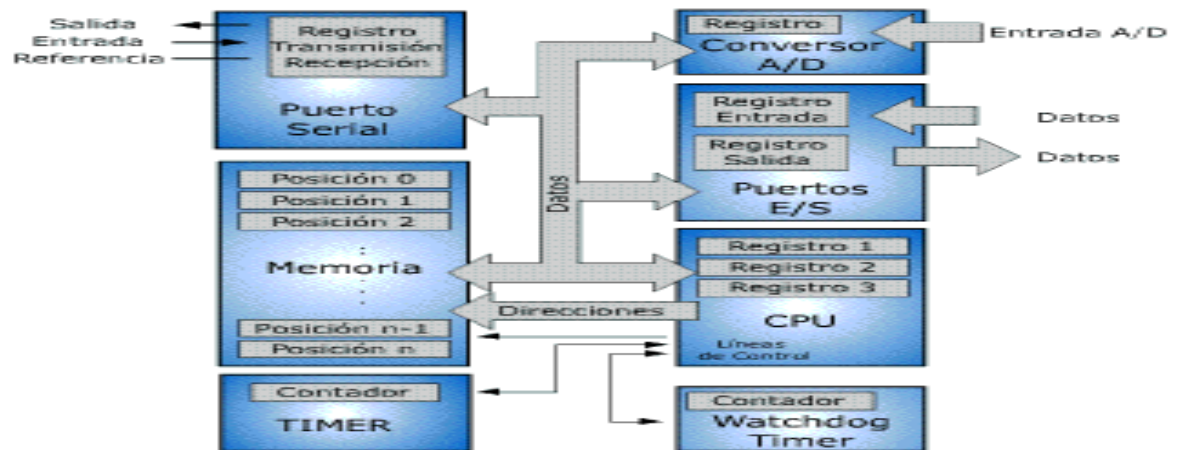 Salida
Entrada
Referencia
Registro
Transmisión
Recepción
Puerto
Serial
Registro
Conversor
A/D
Entrada A/D
Registro
Entrada
Datos
Registro
Salida
Datos
Puertos
E/S
Datos
Posición 0
Posición 1
Posición 2
Memoria
Posición n-1
Posición n
Direcciones
Registro 1
Registro 2
Registro 3
CPU
Líneas
de Control
Contador
TIMER
Contador
Watchdog
Timer